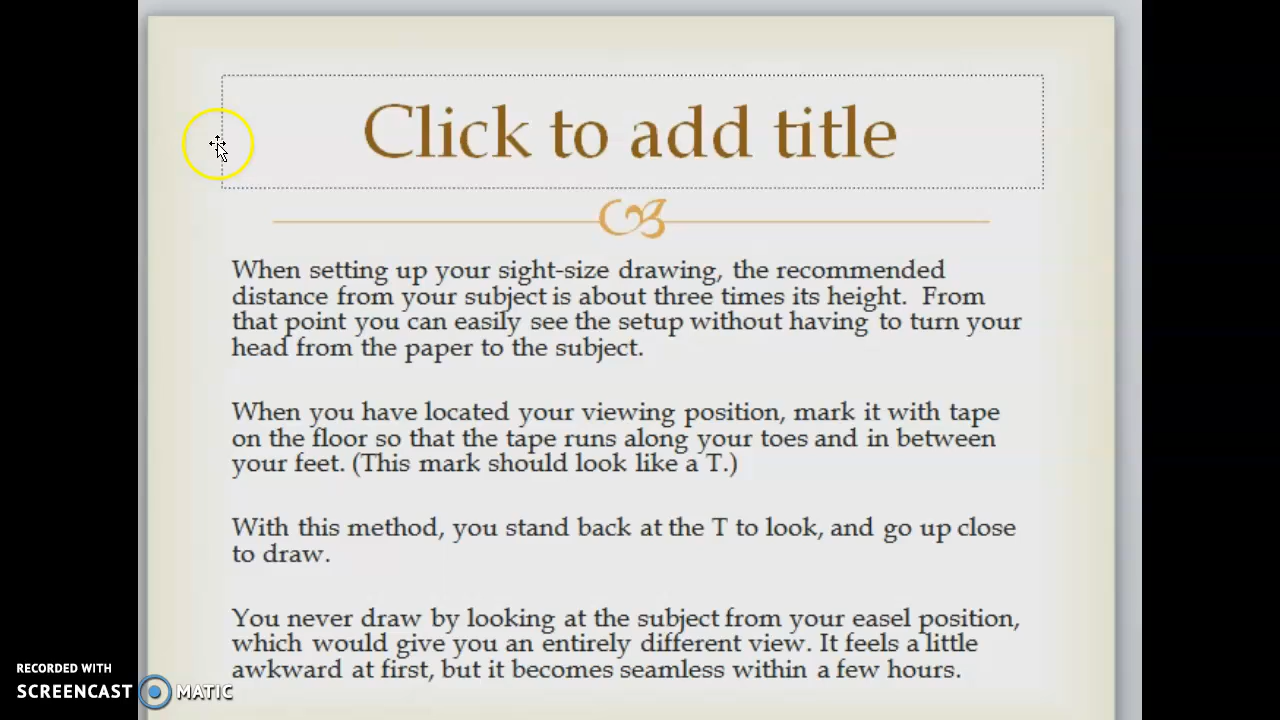 Click to add title
When setting up your sight-size drawing, the recommended
distance from your subject is about three times its height.  From
that point you can easily see the setup without having to turn your
head from the paper to the subject.
When you have located your viewing position, mark it with tape
on the floor so that the tape runs along your toes and in between
your feet. (This mark should look like a T.)
With this method, you stand back at the T to look, and go up close
to draw.
You never draw by looking at the subject from your easel position,
which would give you an entirely different view. It feels a little
awkward at first, but it becomes seamless within a few hours.
RECORDED WITH
SCREENCAST MATIC